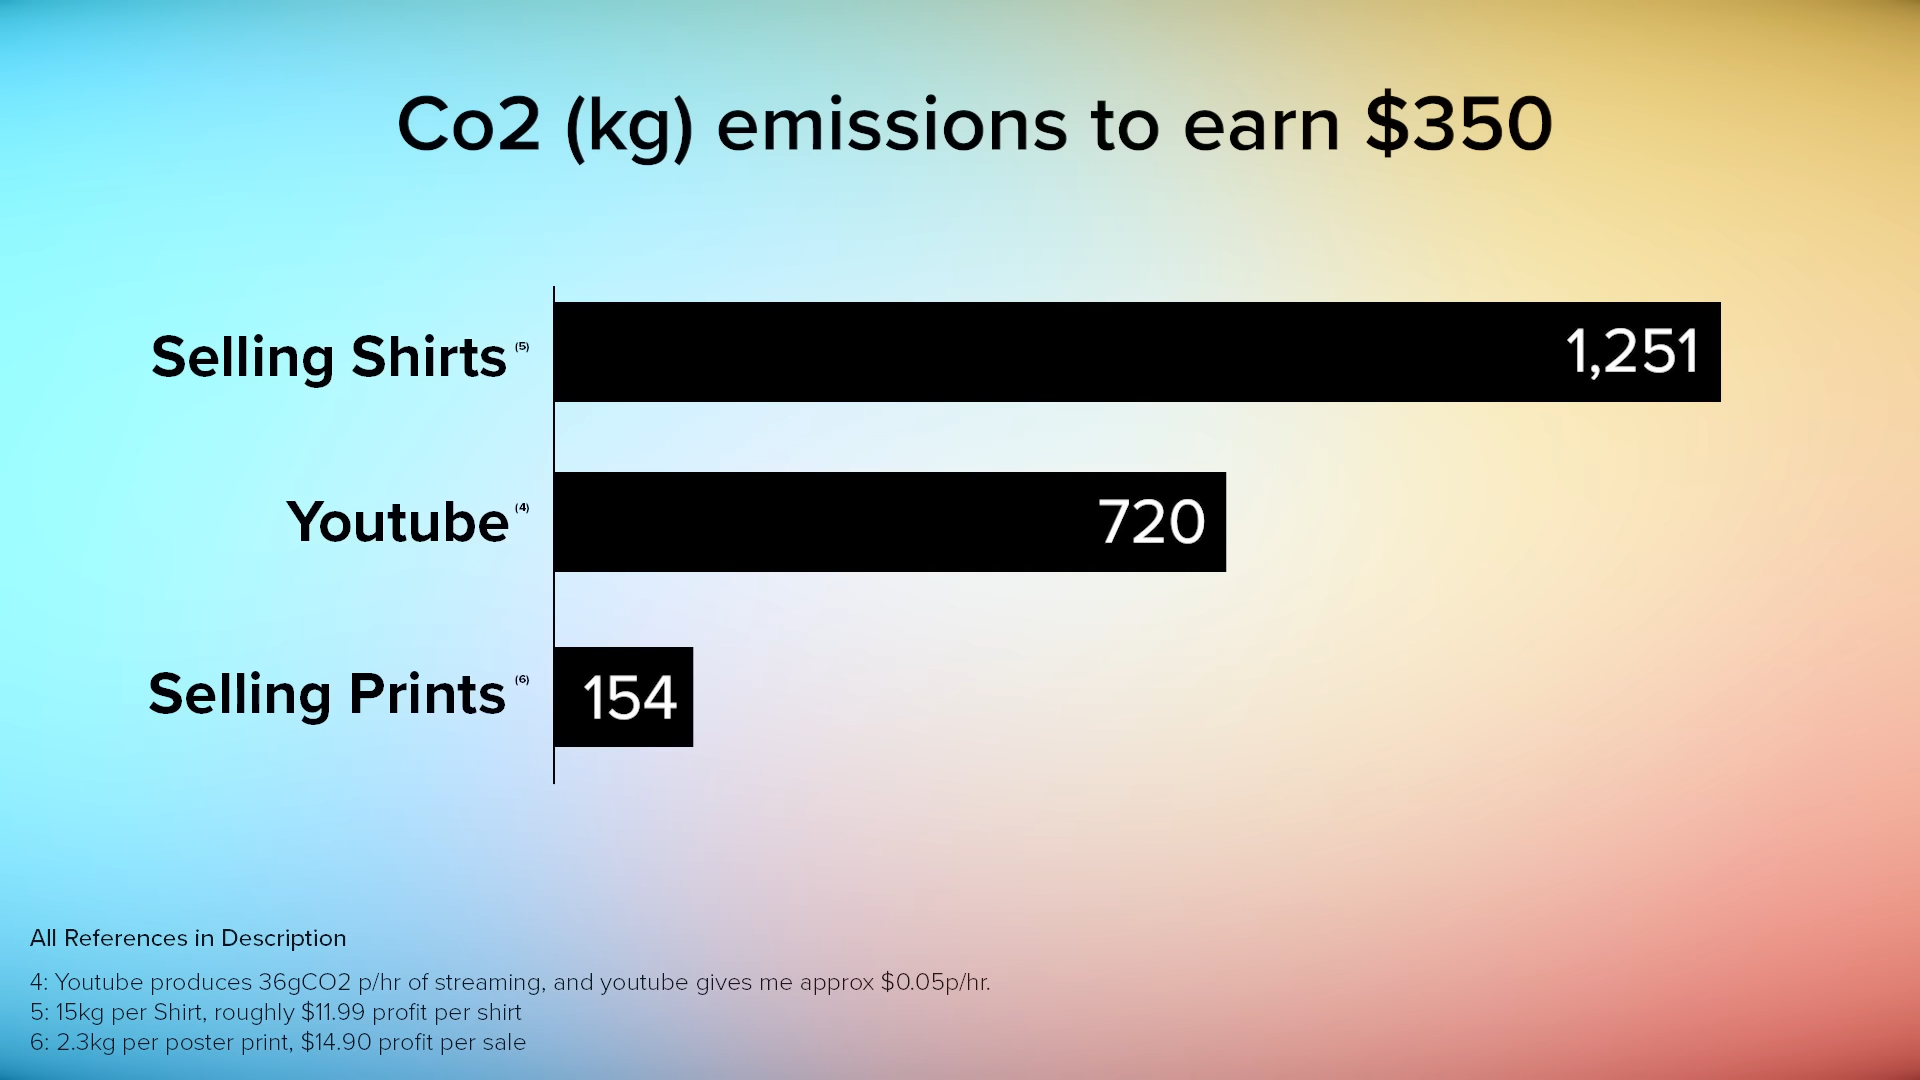 Co2 (kg) emissions to earn $350
Selling Shirts (5)
1,251
Youtube (4)
720
Selling Prints (6)
154
All References in Description
4: Youtube produces 36gCO2 p/hr of streaming, and youtube gives me approx $0.05p/hr.
5: 15kg per Shirt, roughly $11.99 profit per shirt
6: 2.3kg per poster print, $14.90 profit per sale